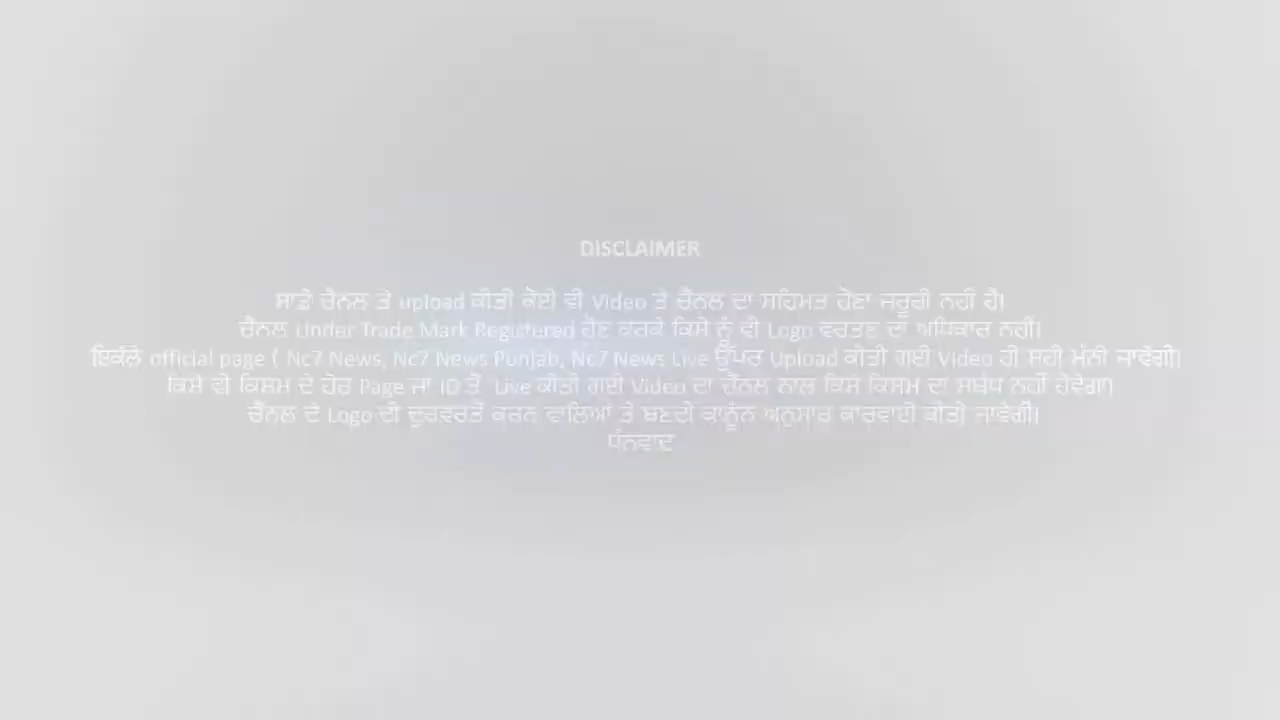 DISCLAIMER
ਸਾਡੇ ਚੈਨਲ ਤੇ upload ਕੀਤੀ ਕੋਈ ਵੀ Video ਤੇ ਚੈਨਲ ਦਾ ਸਹਿਮਤ ਹੋਣਾ ਜਰੂਰੀ ਨਹੀਂ ਹੈ।
ਚੈਨਲ Under Trade Mark Registered ਹੋਣ ਕਰਕੇ ਕਿਸੇ ਨੂੰ ਵੀ Logo ਵਰਤਣ ਦਾ ਅਧਿਕਾਰ ਨਹੀਂ।
ਇਕੱਲੇ official page ( Nc7 News, Nc7 News Punjab, Nc7 News Live ਉੱਪਰ Upload ਕੀਤੀ ਗਈ Video ਹੀ ਸਹੀ ਮੰਨੀ ਜਾਵੇਗੀ।
ਕਿਸੇ ਵੀ ਕਿਸਮ ਦੇ ਹੋਰ Page ਜਾਂ ID ਤੋਂ Live ਕੀਤੀ ਗਈ Video ਦਾ ਚੈਨਲ ਨਾਲ ਕਿਸੇ ਕਿਸਮ ਦਾ ਸਬੰਧ ਨਹੀਂ ਹੋਵੇਗਾ।
ਚੈਨਲ ਦੇ Logo ਦੀ ਦੁਰਵਰਤੋਂ ਕਰਨ ਵਾਲਿਆਂ ਤੇ ਬਣਦੀ ਕਾਨੂੰਨ ਅਨੁਸਾਰ ਕਾਰਵਾਈ ਕੀਤੀ ਜਾਵੇਗੀ।
ਧੰਨਵਾਦ